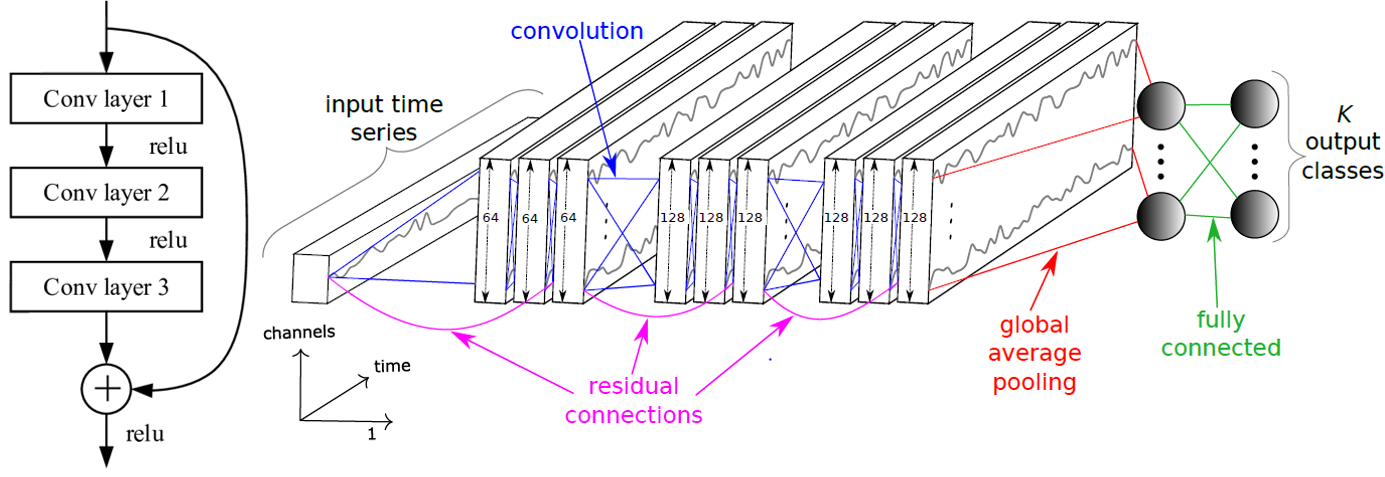 Conv layer 1
relu
Conv layer 2
relu
Conv layer 3
+
relu
input time
series
convolution
64
64
64
128
128
128
128
128
128
channels
time
1
residual
connections
global
average
pooling
fully
connected
K
output
classes